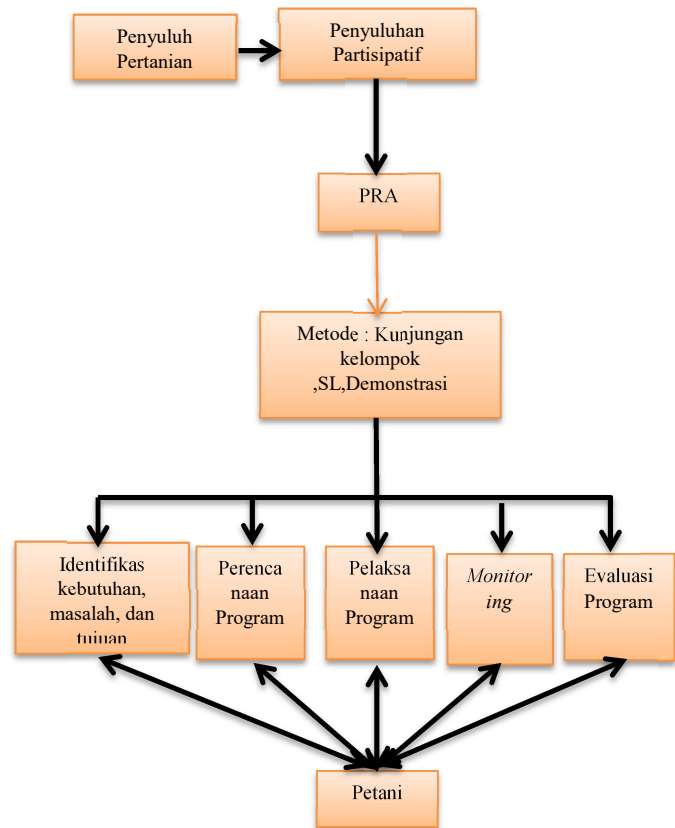 Penyuluh
Pertanian
Penyuluhan
Partisipatif
PRA
Metode : Kunjungan
kelompok
,SL,Demonstrasi
Identifikas
kebutuhan,
masalah, dan
tujuan
Perenca
naan
Program
Pelaksa
naan
Program
Monitor
ing
Evaluasi
Program
Petani